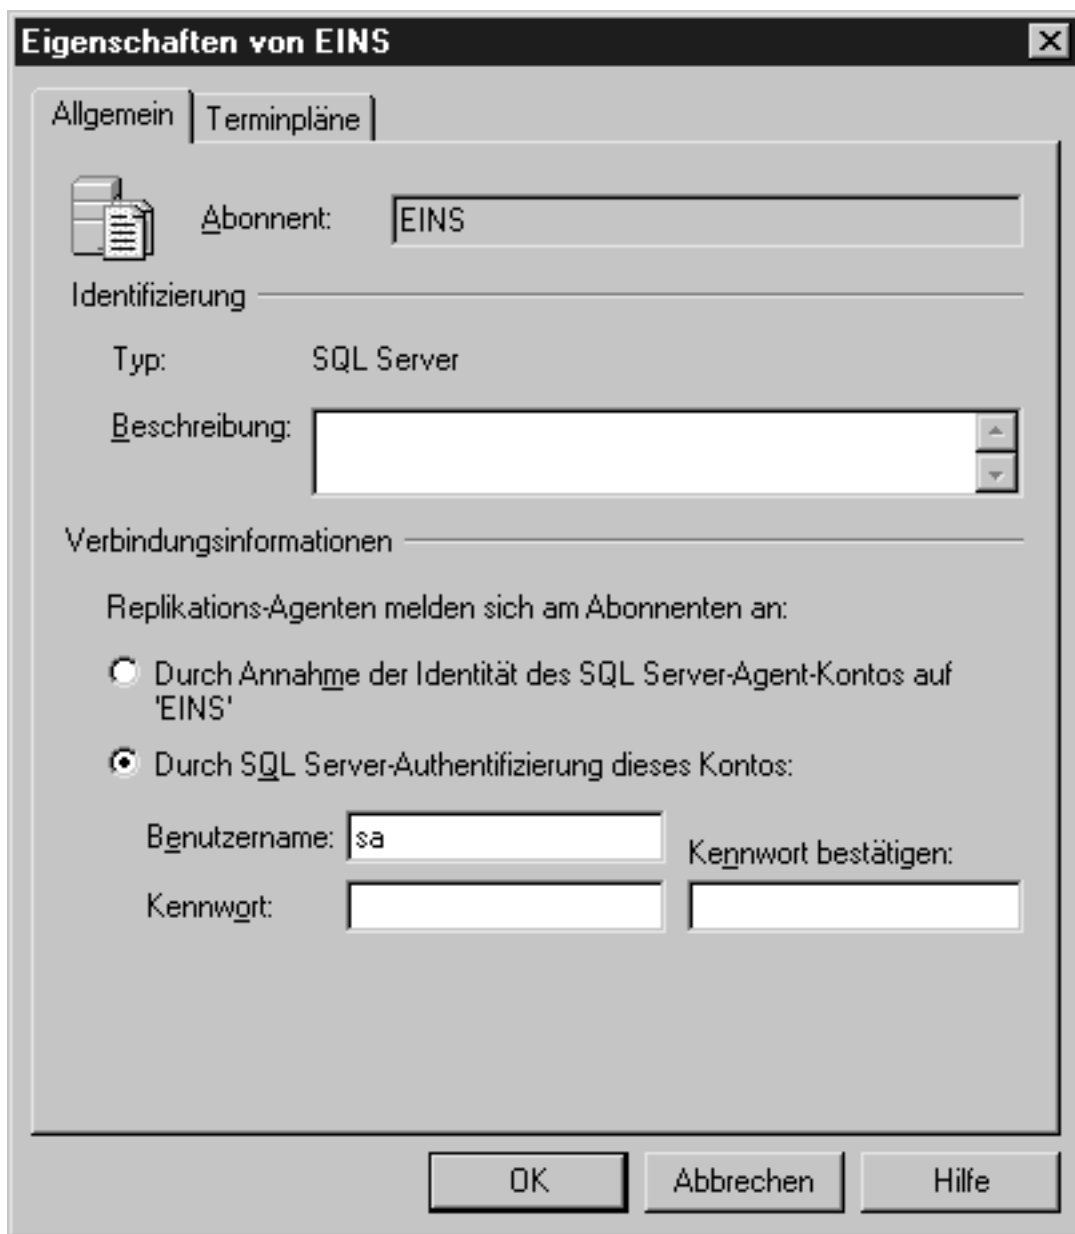 Eigenschaften von EINS
Allgemein
Terminpläne
Abonnent: EINS
Identifizierung
Typ: SQL Server
Beschreibung:
Verbindungsinformationen
Replikations-Agenten melden sich am Abonnenten an:
Durch Annahme der Identität des SQL Server-Agent-Kontos auf
'EINS'
Durch SQL Server-Authentifizierung dieses Kontos:
Benutzername: sa
Kennwort bestätigen:
Kennwort:
OK
Abbrechen
Hilfe